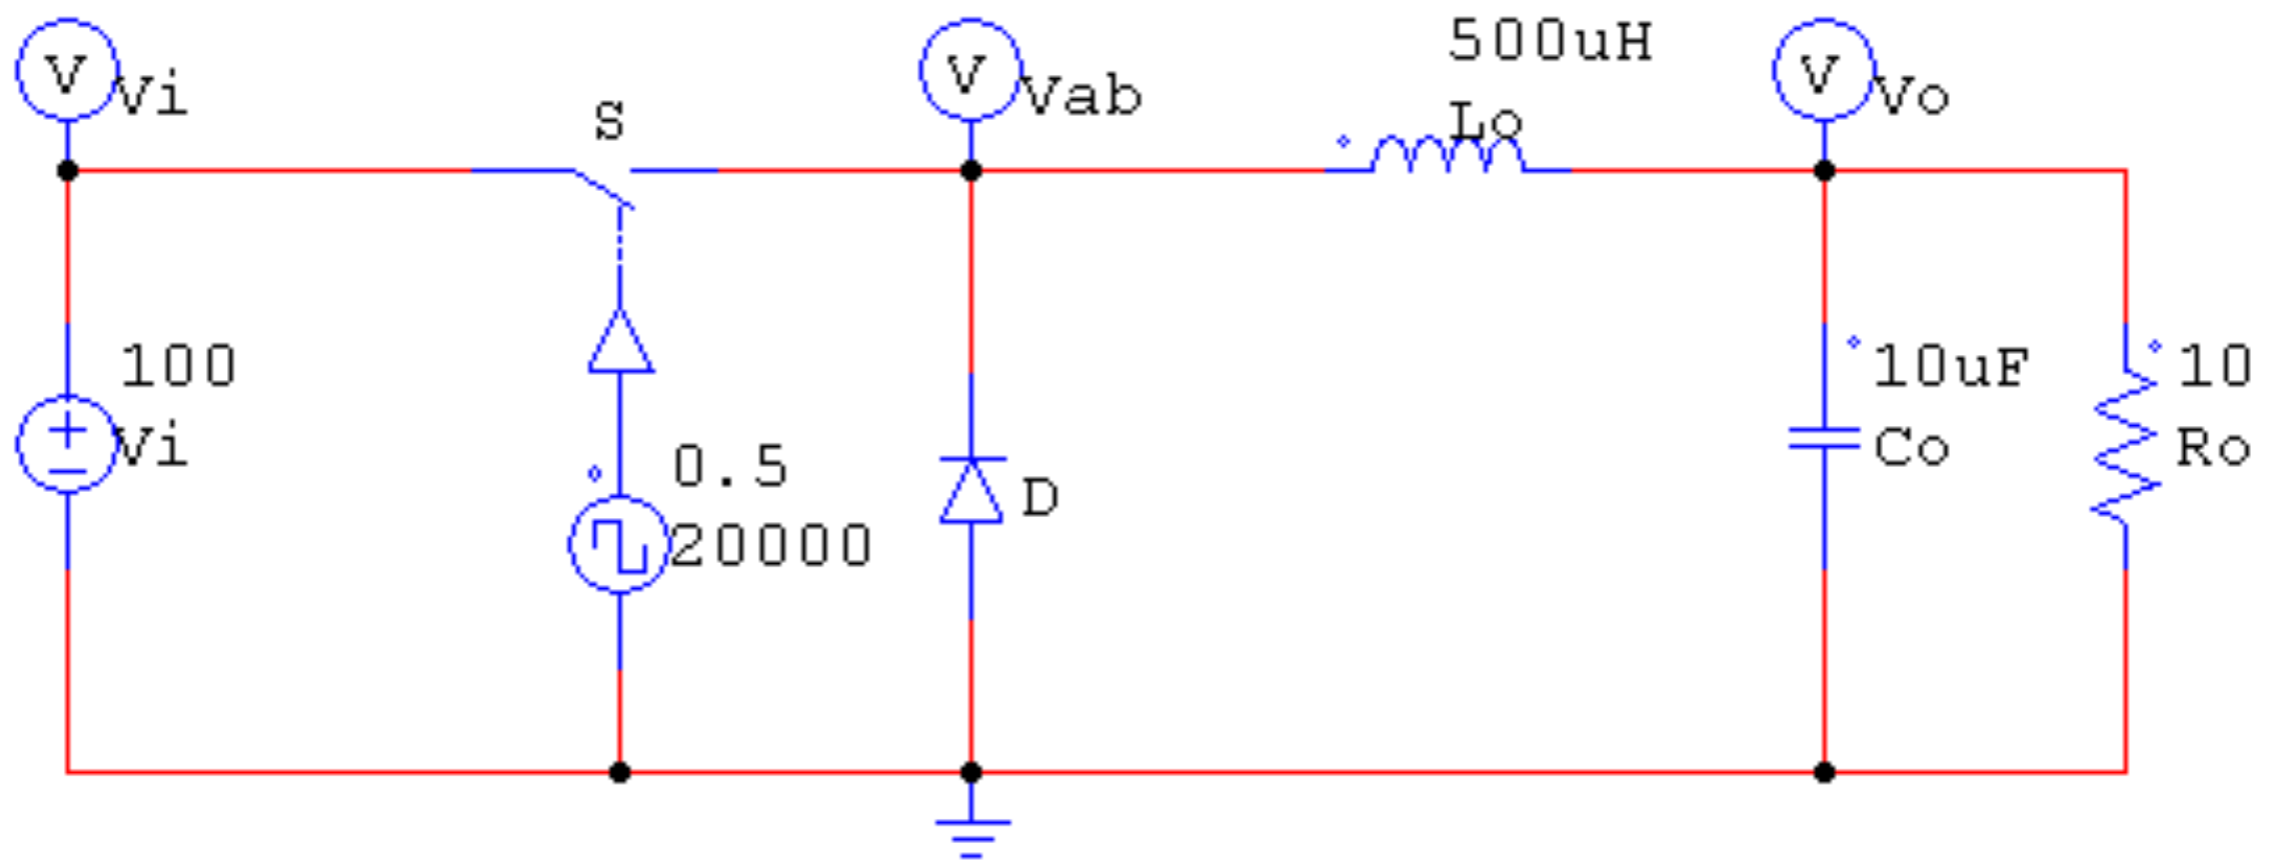 V Vi
S
V Vab
500uH
Lo
V Vo
100
Vi
0.5
20000
D
10uF
Co
10
Ro